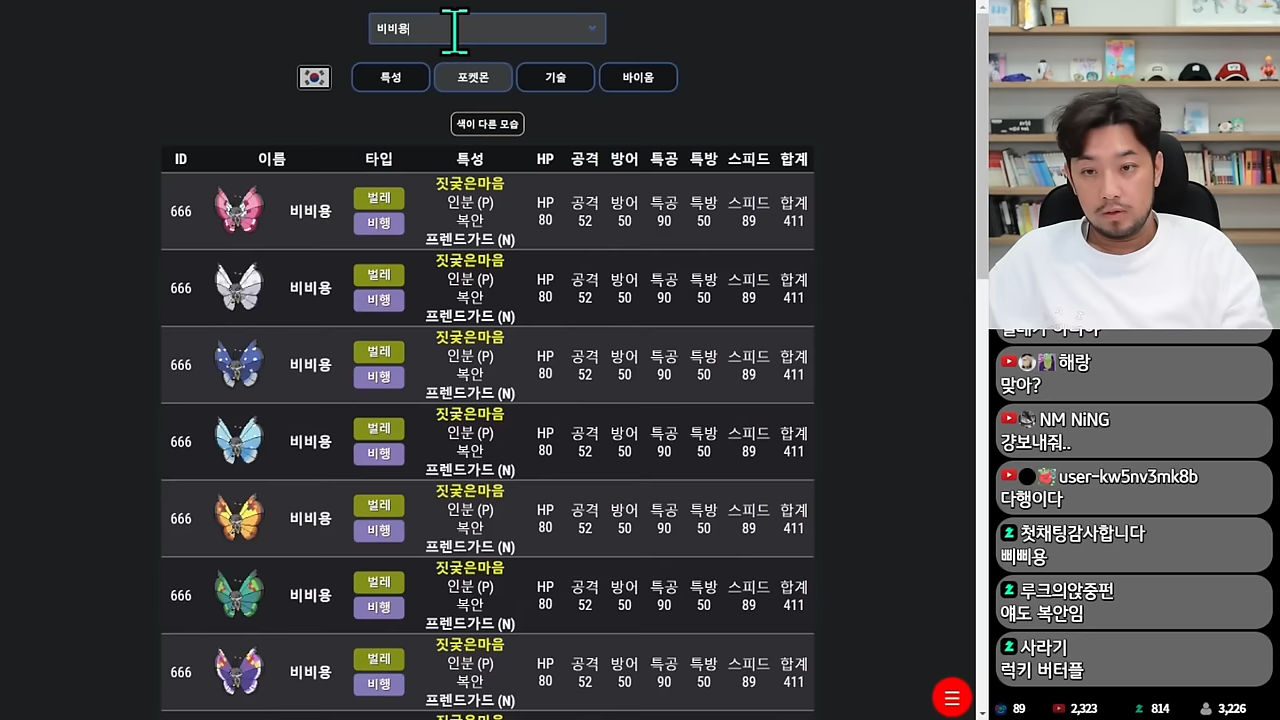 비비용
특성 포켓몬 기술 바이옴
색이 다른 모습
ID 이름 타입 특성 HP 공격 방어 특공 특방 스피드 합계
666 비비용 벌레 비행 짓궂은마음 인분 (P) 복안 프렌드가드 (N) HP 80 공격 52 방어 50 특공 90 특방 50 스피드 89 합계 411
666 비비용 벌레 비행 짓궂은마음 인분 (P) 복안 프렌드가드 (N) HP 80 공격 52 방어 50 특공 90 특방 50 스피드 89 합계 411
666 비비용 벌레 비행 짓궂은마음 인분 (P) 복안 프렌드가드 (N) HP 80 공격 52 방어 50 특공 90 특방 50 스피드 89 합계 411
666 비비용 벌레 비행 짓궂은마음 인분 (P) 복안 프렌드가드 (N) HP 80 공격 52 방어 50 특공 90 특방 50 스피드 89 합계 411
666 비비용 벌레 비행 짓궂은마음 인분 (P) 복안 프렌드가드 (N) HP 80 공격 52 방어 50 특공 90 특방 50 스피드 89 합계 411
666 비비용 벌레 비행 짓궂은마음 인분 (P) 복안 프렌드가드 (N) HP 80 공격 52 방어 50 특공 90 특방 50 스피드 89 합계 411
666 비비용 벌레 비행 짓궂은마음 인분 (P) 복안 프렌드가드 (N) HP 80 공격 52 방어 50 특공 90 특방 50 스피드 89 합계 411
해랑
맞아?
NM NiNG
걍보내줘..
user-kw5nv3mk8b
다행이다
첫채팅감사합니다
삐삐용
루크의앉중펀
얘도 복안임
사라기
럭키 버터플
89 2,323 814 3,226